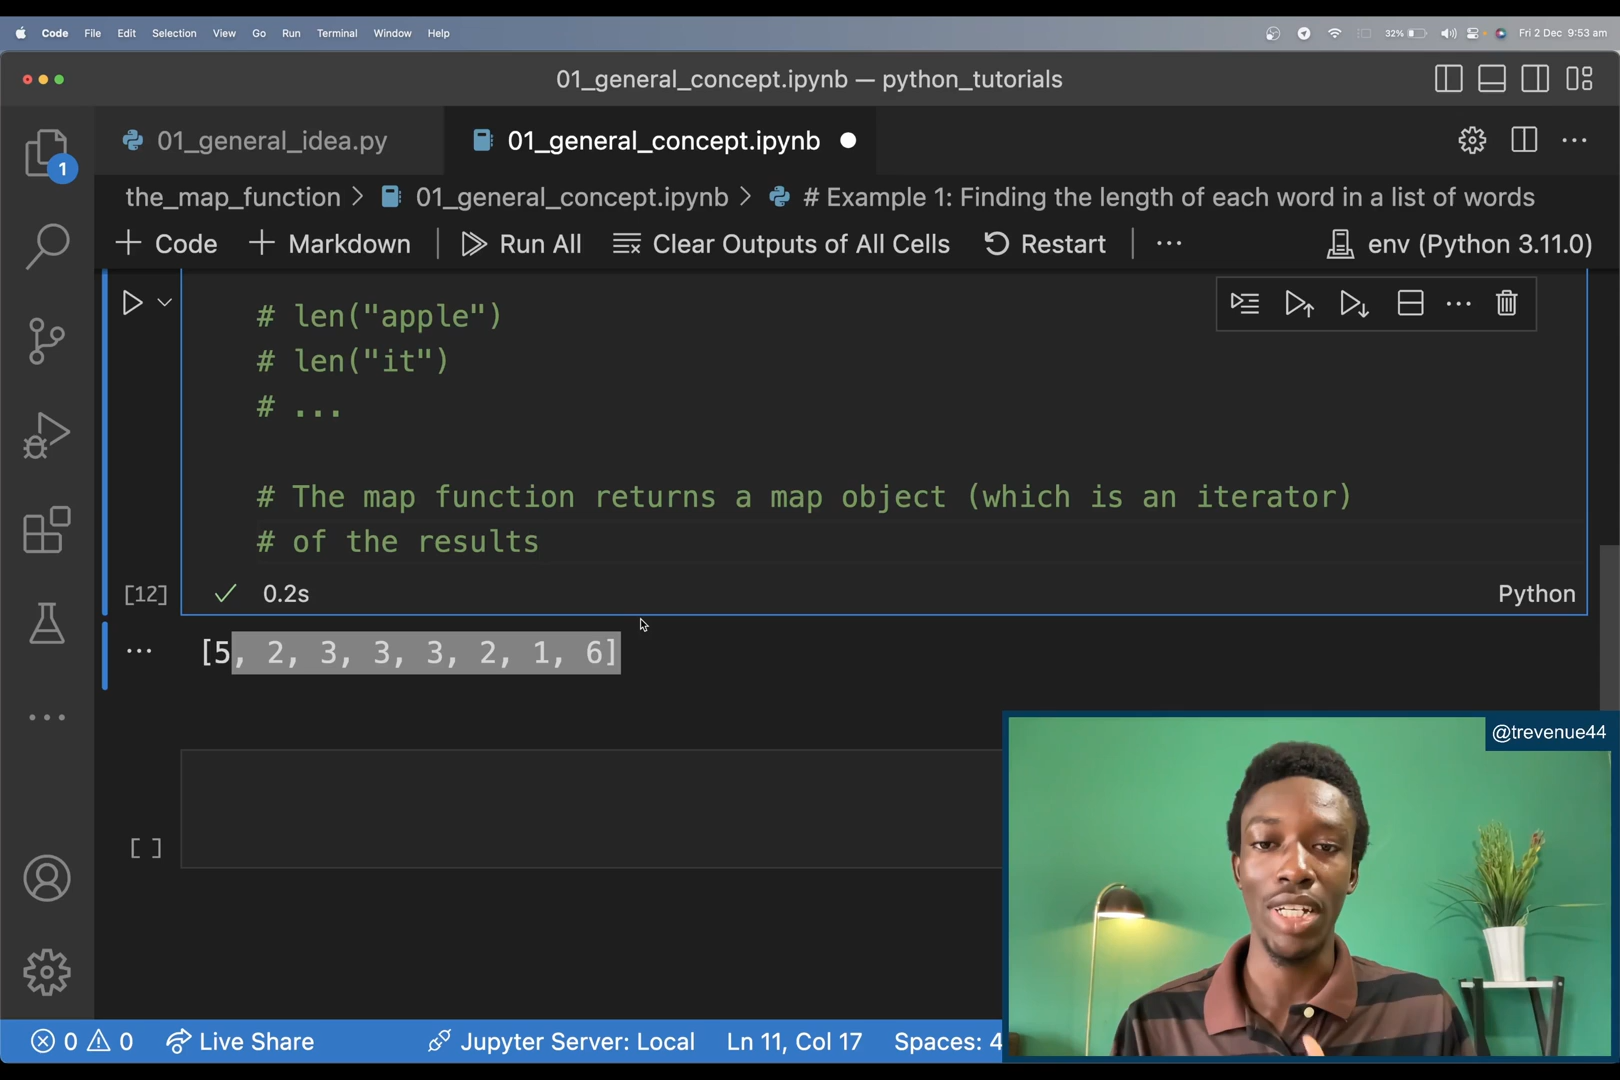 Code File Edit Selection View Go Run Terminal Window Help 32% Fri 2 Dec 9:53 am
01_general_concept.ipynb — python_tutorials
01_general_idea.py 01_general_concept.ipynb
1
the_map_function > 01_general_concept.ipynb > # Example 1: Finding the length of each word in a list of words
+ Code + Markdown Run All Clear Outputs of All Cells Restart ... env (Python 3.11.0)
# len("apple")
# len("it")
# ...
# The map function returns a map object (which is an iterator)
# of the results
[12] ✓ 0.2s Python
... [5, 2, 3, 3, 3, 2, 1, 6]
@trevenue44
[ ]
0 0 Live Share Jupyter Server: Local Ln 11, Col 17 Spaces: 4